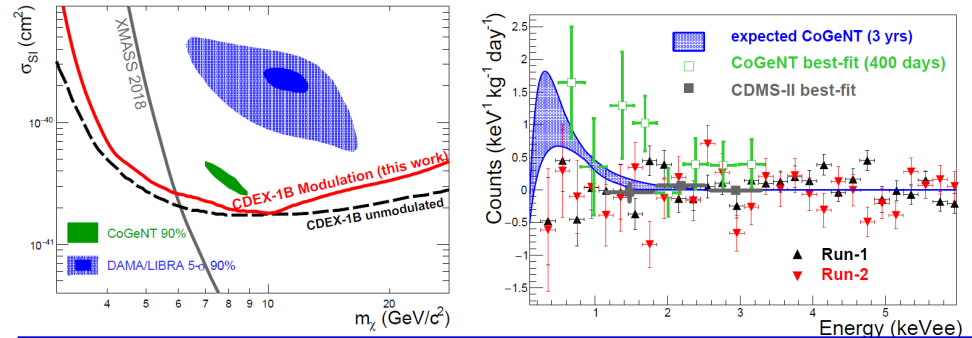 σSI (cm²)
10⁻⁴⁰
10⁻⁴¹
XMASS 2018
CDEX-1B Modulation (this work)
CDEX-1B unmodulated
CoGeNT 90%
DAMA/LIBRA 5-σ 90%
4 5 6 7 8 9 10 20
mχ (GeV/c²)
Counts (keV⁻¹ kg⁻¹ day⁻¹)
2.5
2
1.5
1
0.5
0
-0.5
-1
-1.5
expected CoGeNT (3 yrs)
CoGeNT best-fit (400 days)
CDMS-II best-fit
Run-1
Run-2
1 2 3 4 5
Energy (keVee)